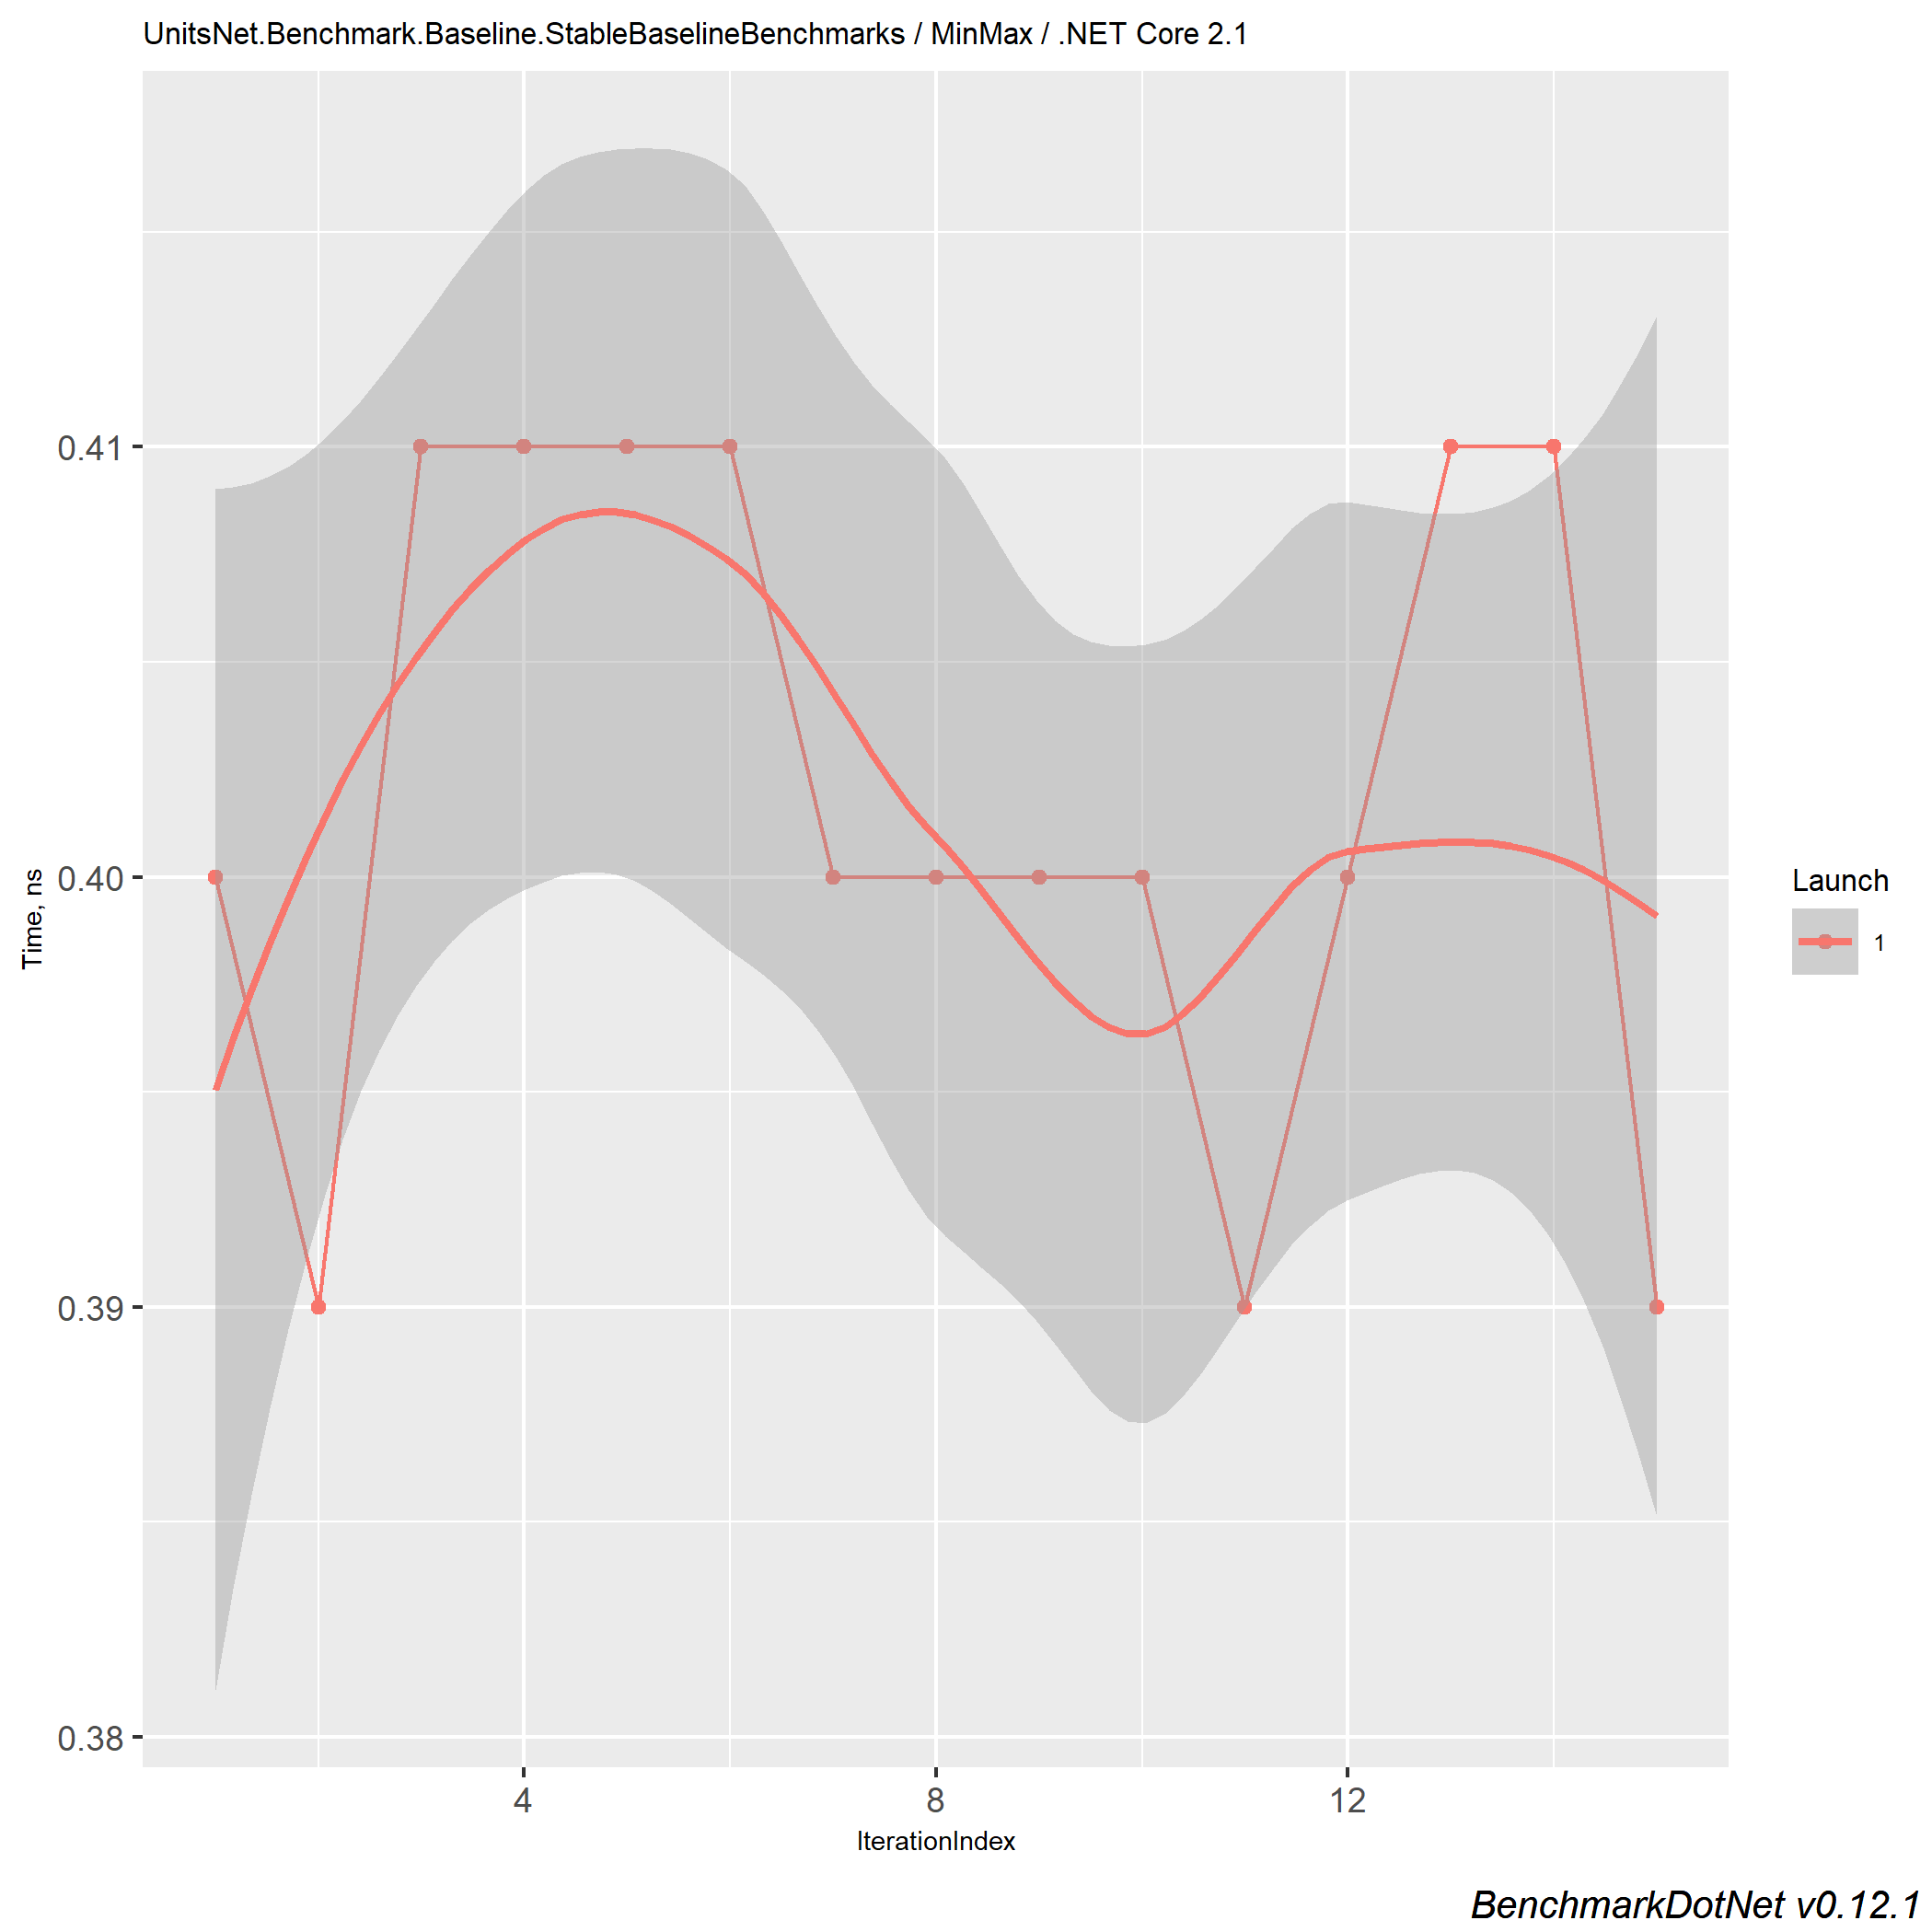 UnitsNet.Benchmark.Baseline.StableBaselineBenchmarks / MinMax / .NET Core 2.1
0.41
0.40
0.39
0.38
Time, ns
4
8
12
IterationIndex
Launch
1
BenchmarkDotNet v0.12.1